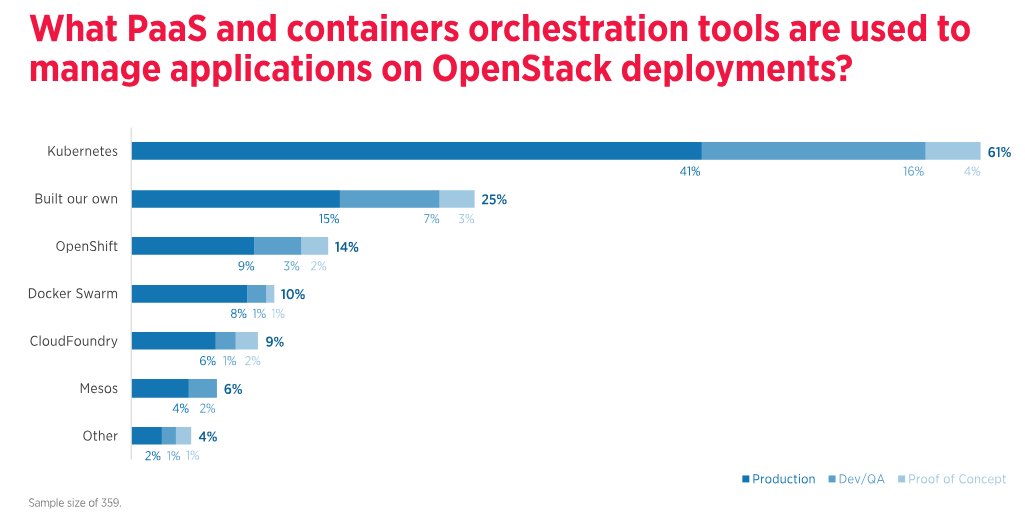 What PaaS and containers orchestration tools are used to
manage applications on OpenStack deployments?
Kubernetes
61%
41% 16% 4%
Built our own
25%
15% 7% 3%
OpenShift
14%
9% 3% 2%
Docker Swarm
10%
8% 1% 1%
CloudFoundry
9%
6% 1% 2%
Mesos
6%
4% 2%
Other
4%
2% 1% 1%
Production Dev/QA Proof of Concept
Sample size of 359.